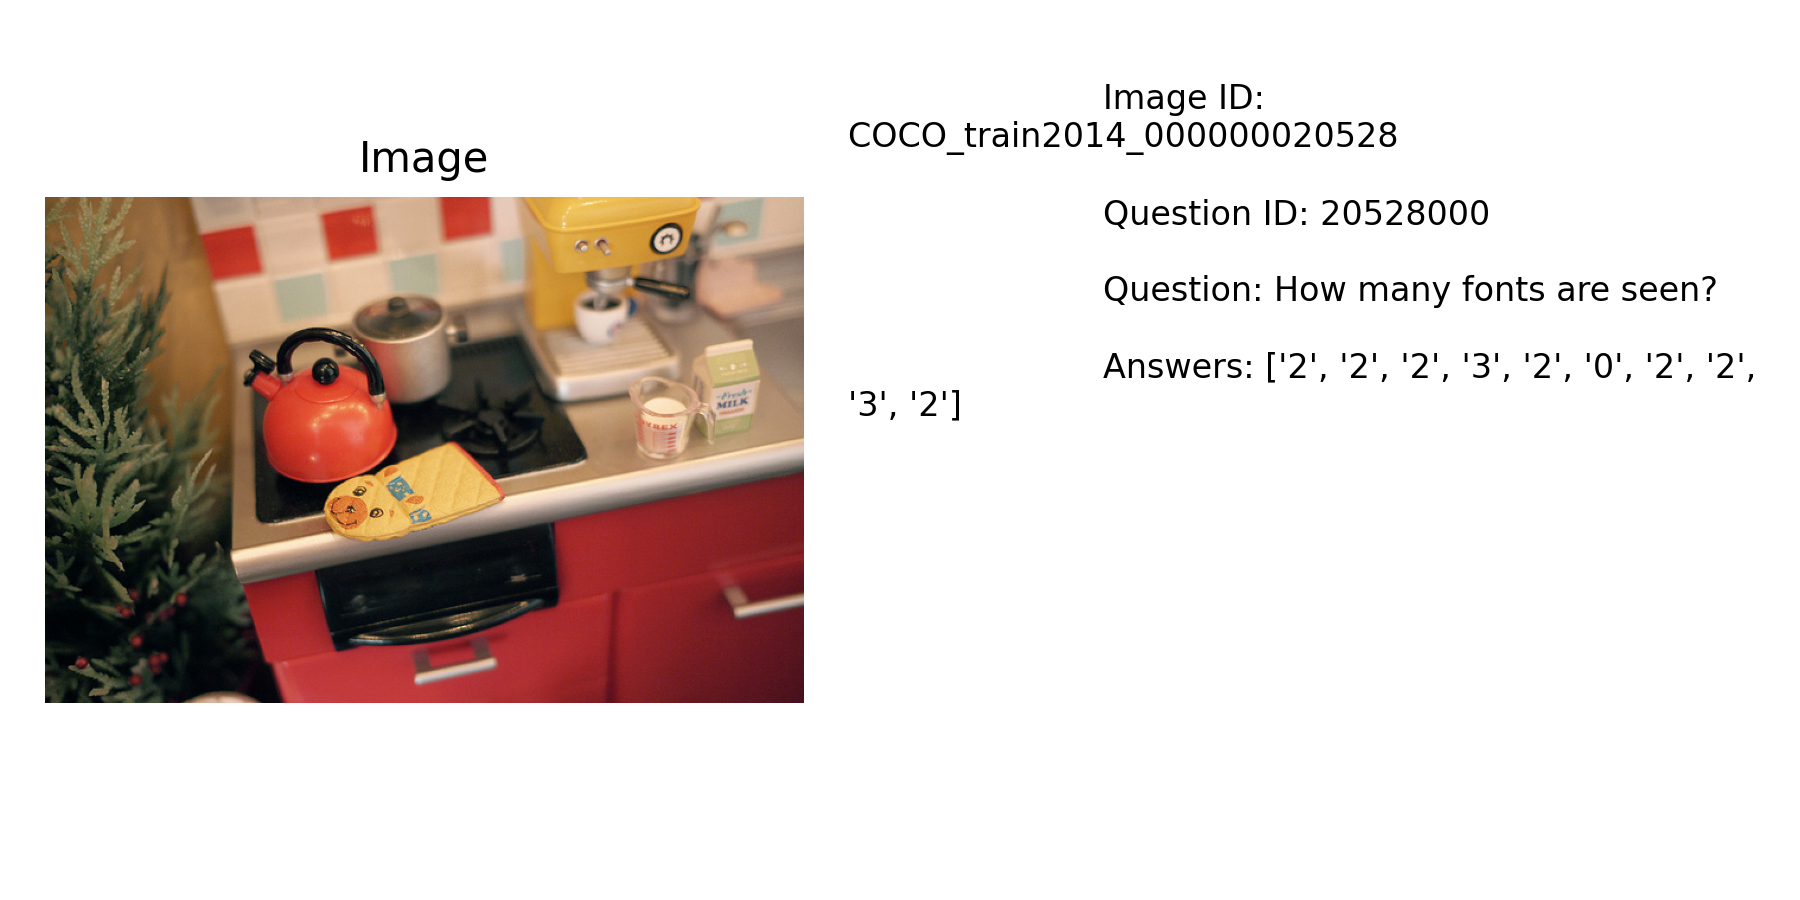 Image
Image ID:
COCO_train2014_000000020528
Question ID: 20528000
Question: How many fonts are seen?
Answers: ['2', '2', '2', '3', '2', '0', '2', '2',
'3', '2']
Fresh
MILK
PYREX